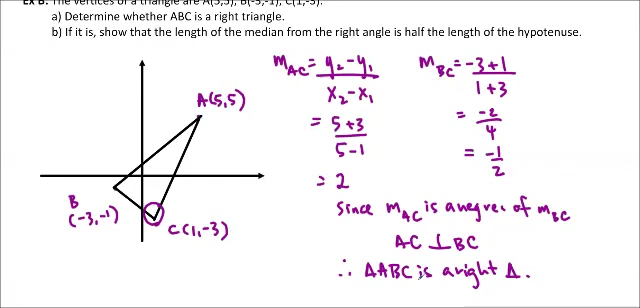 Ex B: The vertices of a triangle are A(5,5), B(-3,-1), C(1,-3).
a) Determine whether ABC is a right triangle.
b) If it is, show that the length of the median from the right angle is half the length of the hypotenuse.
A(5,5)
B
(-3,-1)
C(1,-3)
m_AC = y₂-y₁
x₂-x₁
= 5+3
5-1
= 2
m_BC = -3+1
1+3
= -2
4
= -1
2
Since m_AC is a neg rec of m_BC
AC ⊥ BC
∴ ΔABC is a right Δ.